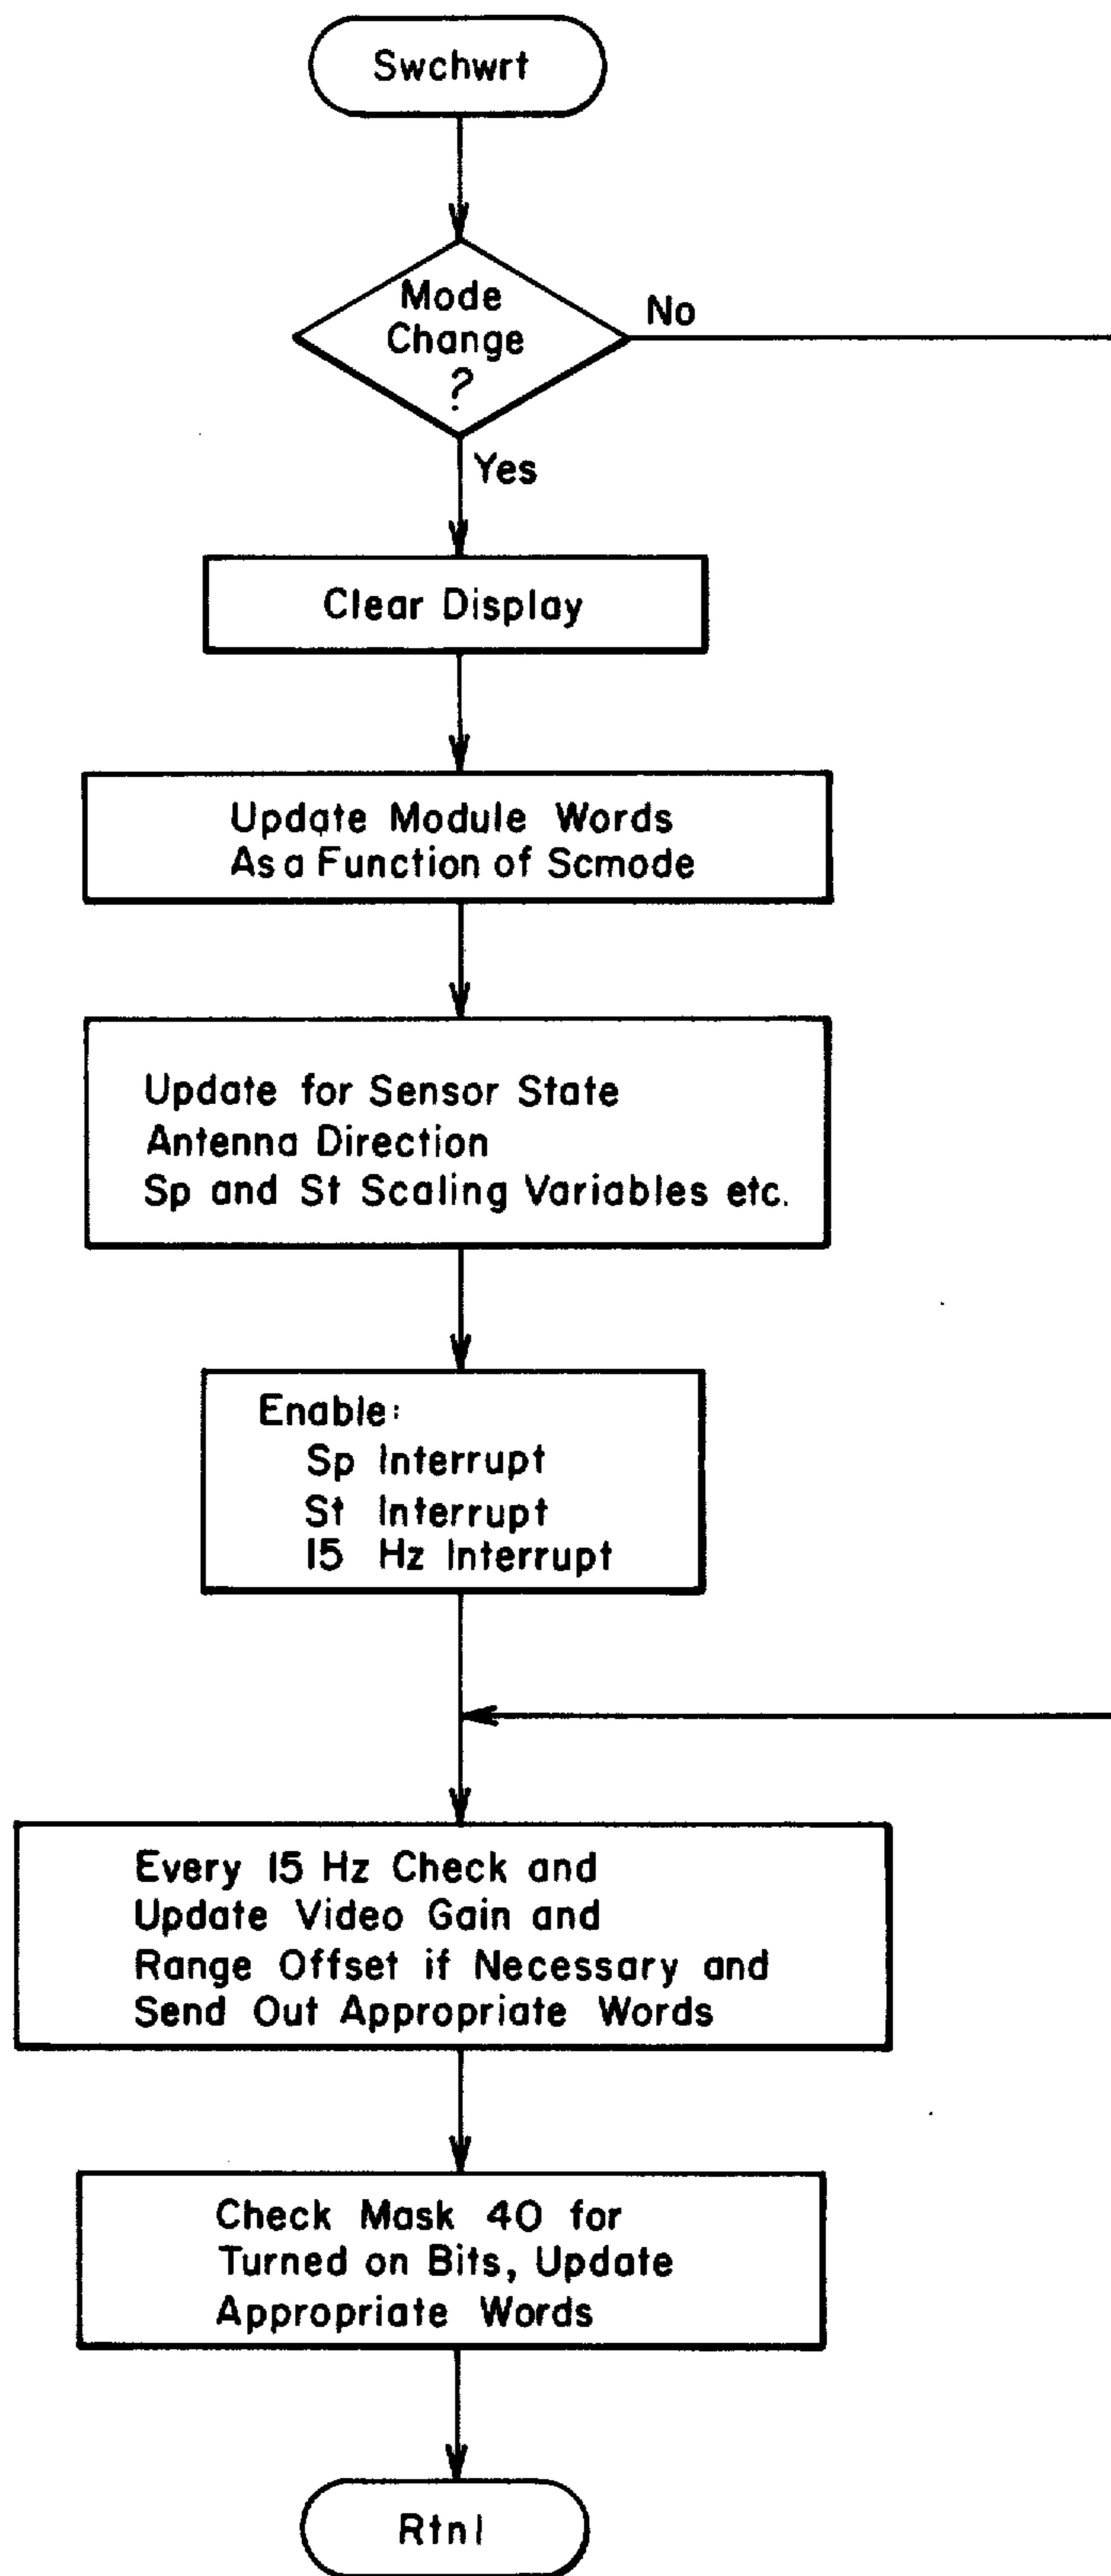 Swchwrt
Mode
Change
?
No
Yes
Clear Display
Update Module Words
As a Function of Scmode
Update for Sensor State
Antenna Direction
Sp and St Scaling Variables etc.
Enable:
Sp Interrupt
St Interrupt
15 Hz Interrupt
Every 15 Hz Check and
Update Video Gain and
Range Offset if Necessary and
Send Out Appropriate Words
Check Mask 40 for
Turned on Bits, Update
Appropriate Words
Rtnl